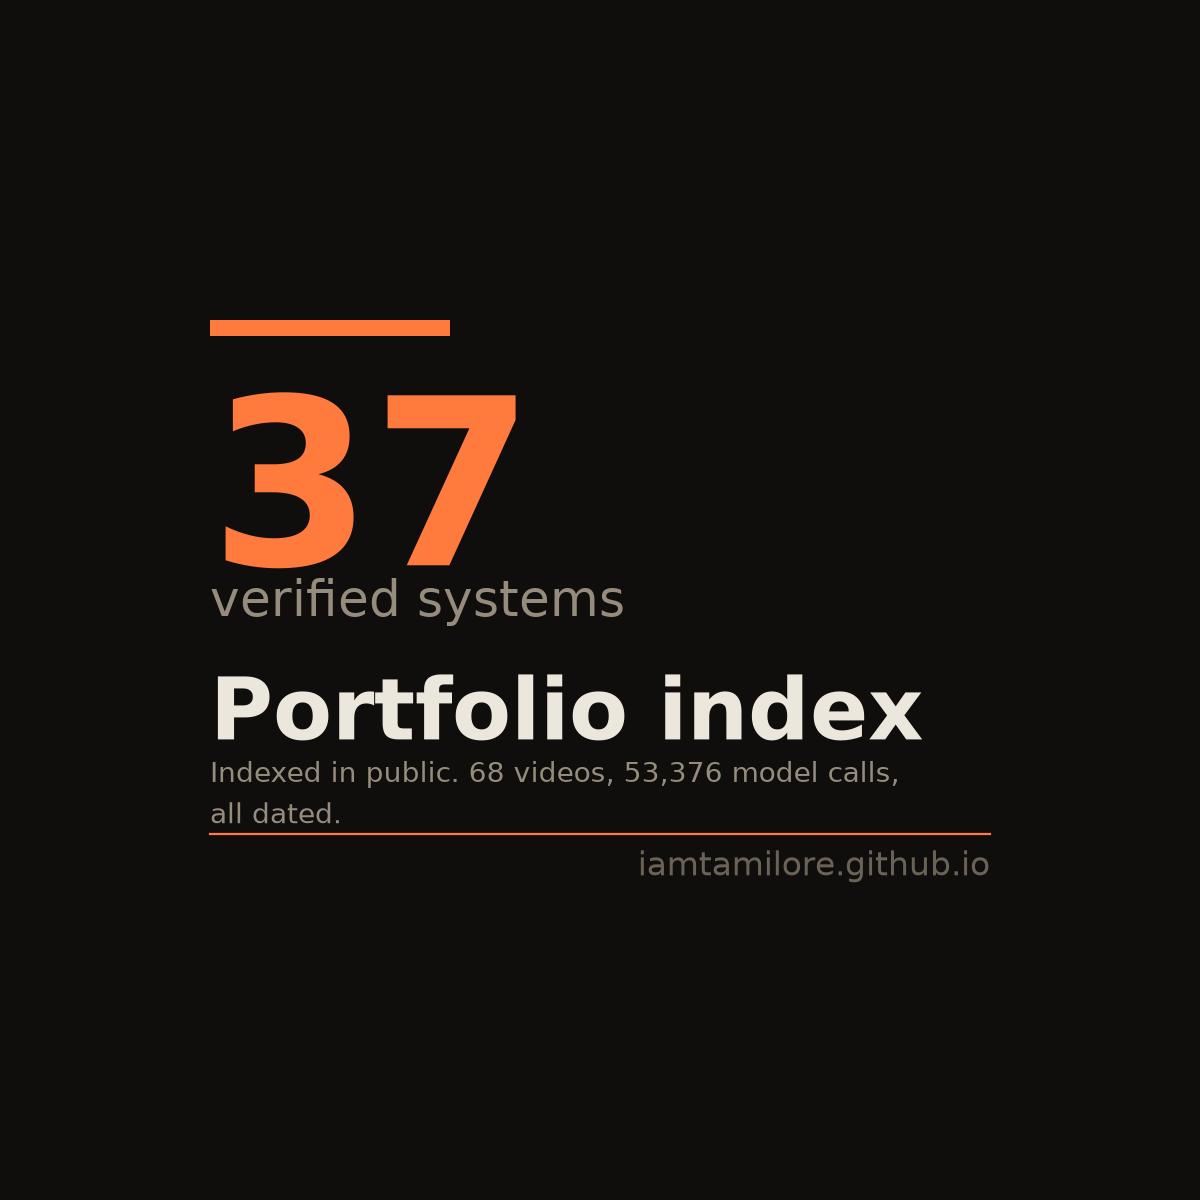 37
verified systems
Portfolio index
Indexed in public. 68 videos, 53,376 model calls,
all dated.
iamtamilore.github.io